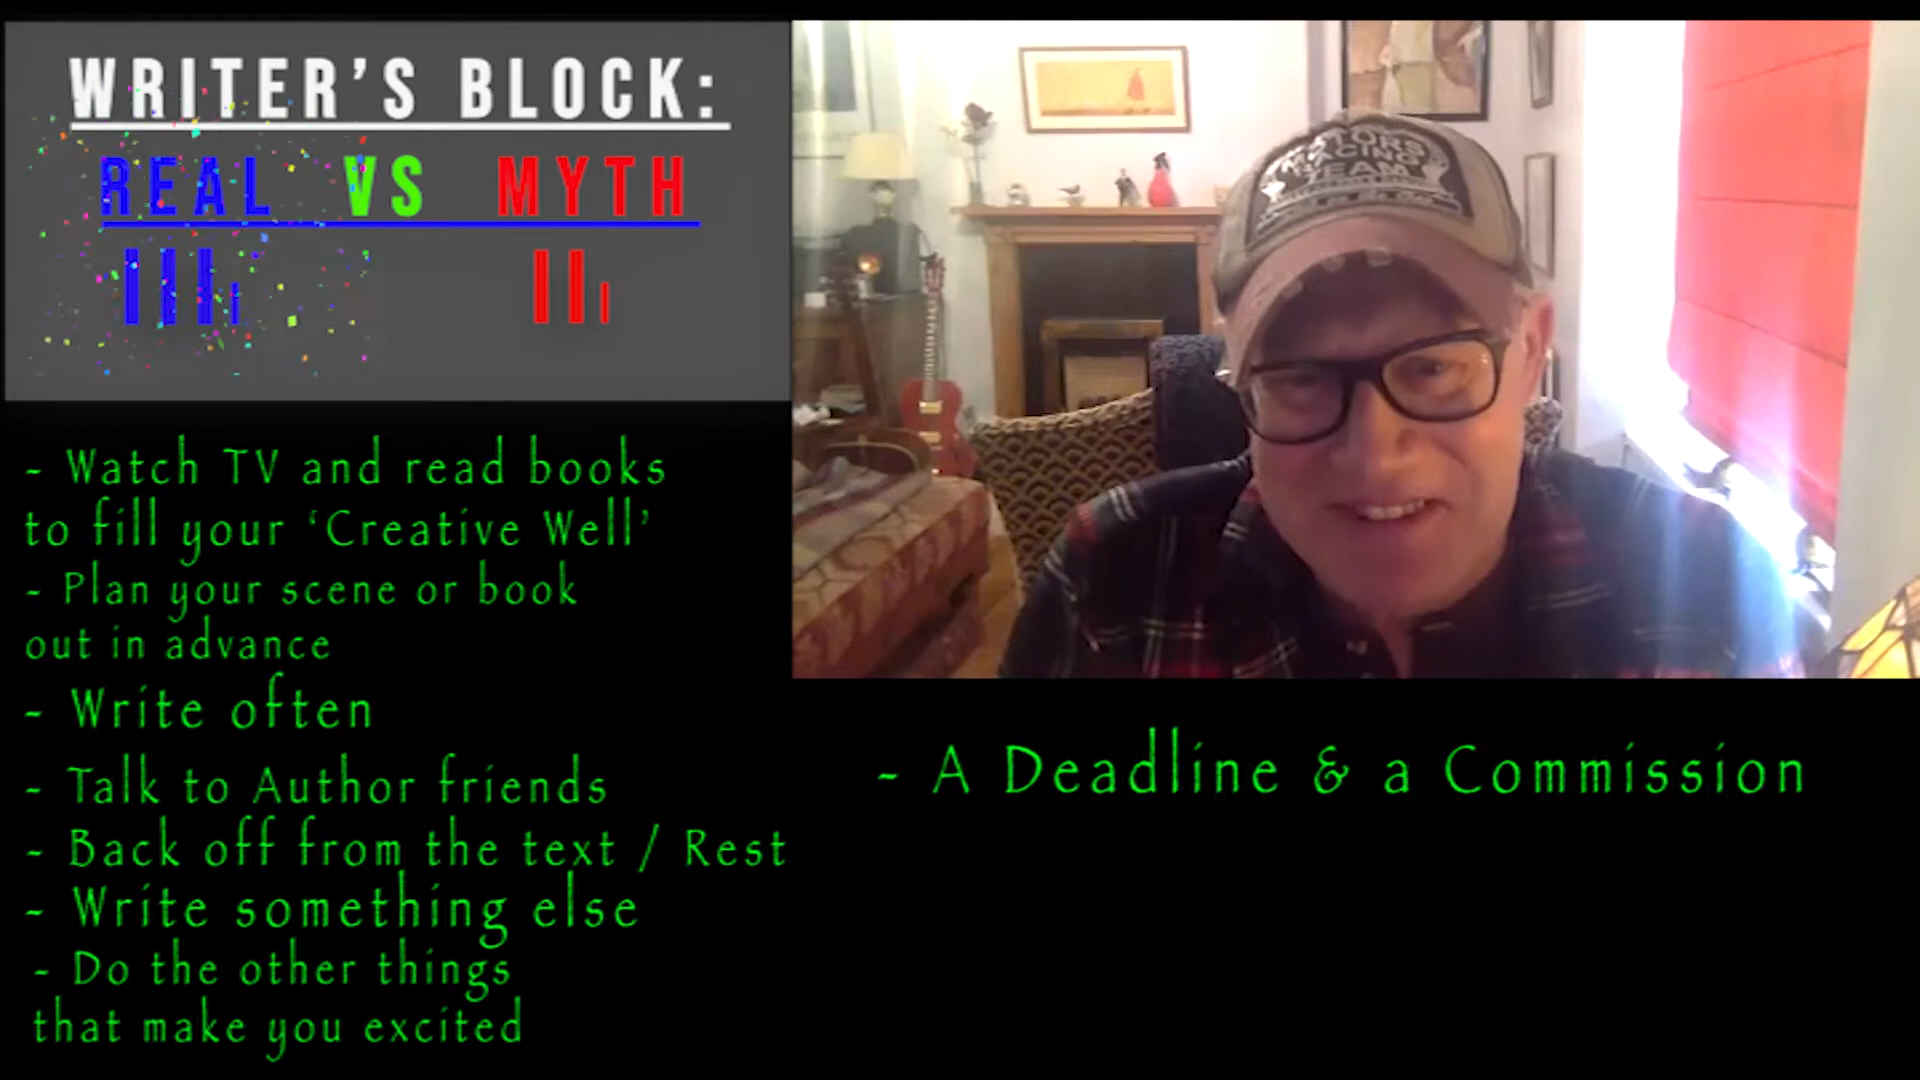 WRITER'S BLOCK:
REAL VS MYTH
- Watch TV and read books
to fill your 'Creative Well'
- Plan your scene or book
out in advance
- Write often
- Talk to Author friends
- Back off from the text / Rest
- Write something else
- Do the other things
that make you excited
RACING
TEAM
- A Deadline & a Commission